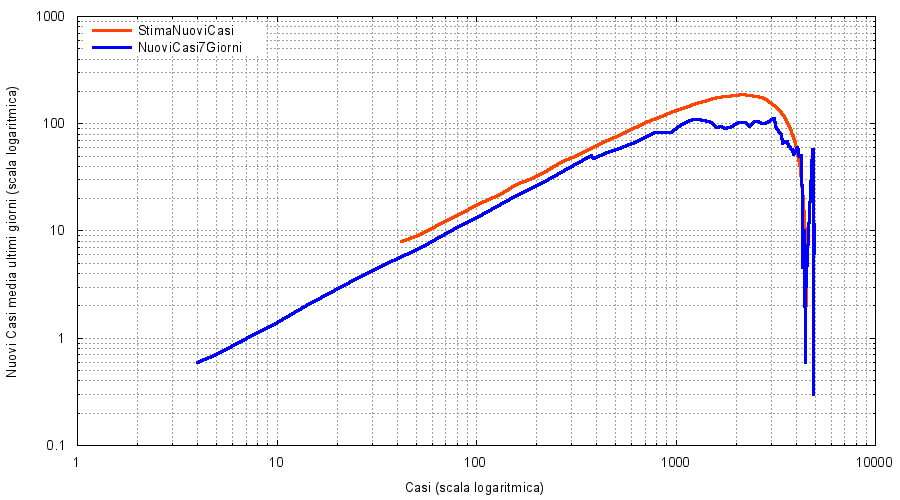 1000
StimaNuoviCasi
NuoviCasi7Giorni
100
10
1
0.1
Nuovi Casi media ultimi giorni (scala logaritmica)
1 10 100 1000 10000
Casi (scala logaritmica)